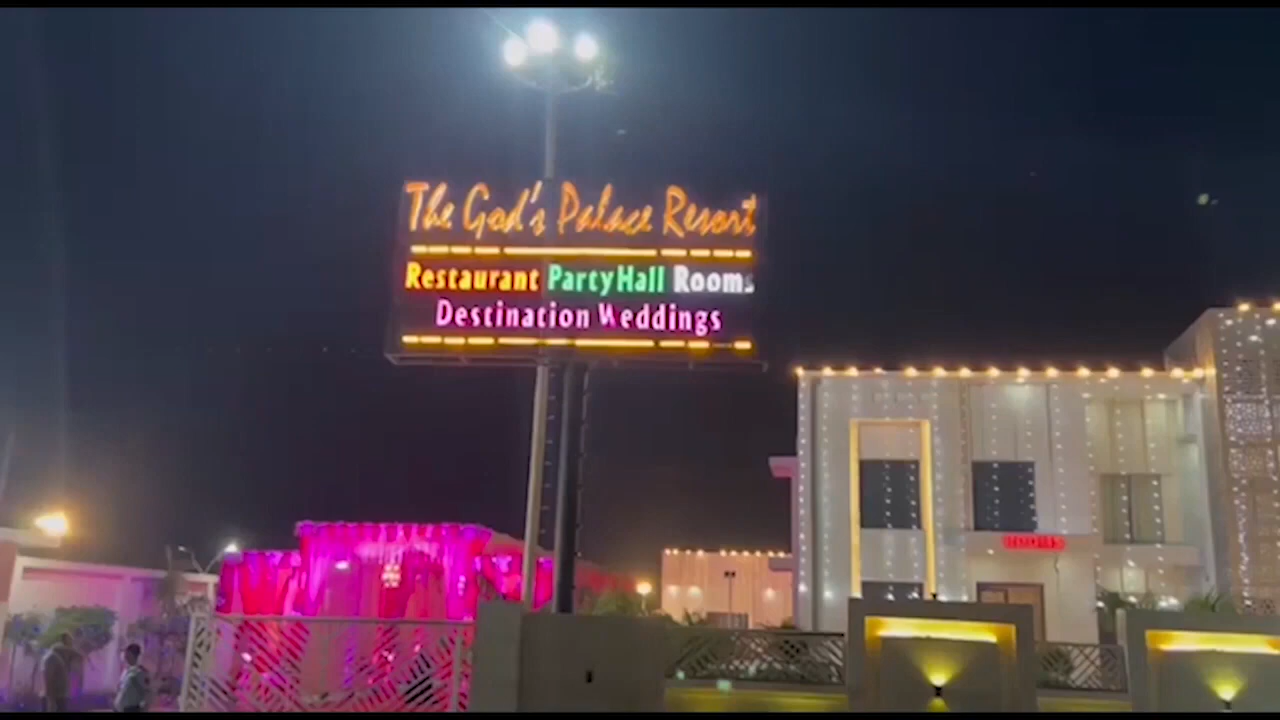 The God's Palace Resort
Restaurant PartyHall Rooms
Destination Weddings